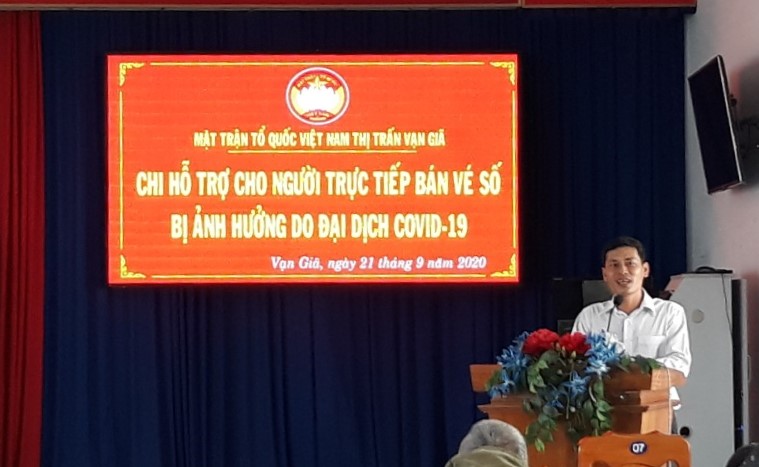 MẶT TRẬN TỔ QUỐC VIỆT NAM THỊ TRẤN VẠN GIÃ
CHI HỖ TRỢ CHO NGƯỜI TRỰC TIẾP BÁN VÉ SỐ
BỊ ẢNH HƯỞNG DO ĐẠI DỊCH COVID-19
Vạn Giã, ngày 21 tháng 9 năm 2020
07